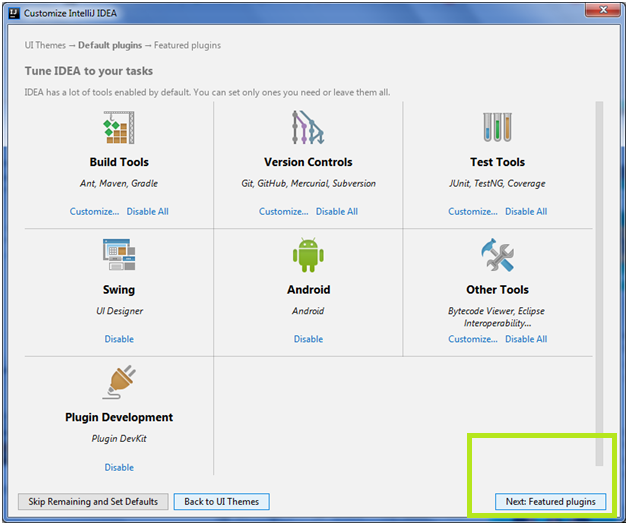 Customize IntelliJ IDEA
UI Themes → Default plugins → Featured plugins
Tune IDEA to your tasks
IDEA has a lot of tools enabled by default. You can set only ones you need or leave them all.
Build Tools
Ant, Maven, Gradle
Customize... Disable All
Version Controls
Git, GitHub, Mercurial, Subversion
Customize... Disable All
Test Tools
JUnit, TestNG, Coverage
Customize... Disable All
Swing
UI Designer
Disable
Android
Android
Disable
Other Tools
Bytecode Viewer, Eclipse
Interoperability...
Customize... Disable All
Plugin Development
Plugin DevKit
Disable
Skip Remaining and Set Defaults
Back to UI Themes
Next: Featured plugins